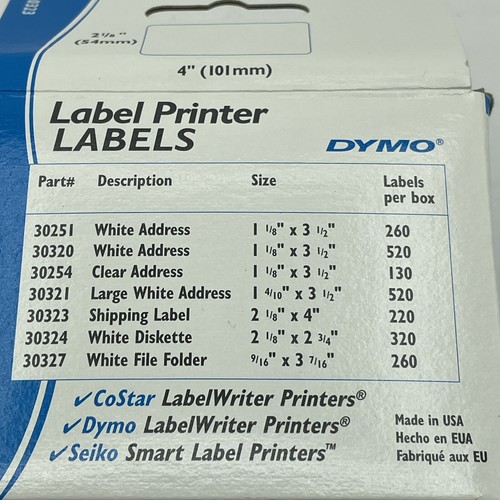 30323
2 1/8 "
(54mm)
4" (101mm)
Label Printer
LABELS
DYMO®
Part# Description Size Labels per box
30251 White Address 1 1/8" x 3 1/2" 260
30320 White Address 1 1/8" x 3 1/2" 520
30254 Clear Address 1 1/8" x 3 1/2" 130
30321 Large White Address 1 4/10" x 3 1/2" 520
30323 Shipping Label 2 1/8" x 4" 220
30324 White Diskette 2 1/8" x 2 3/4" 320
30327 White File Folder 9/16" x 3 7/16" 260
✓CoStar LabelWriter Printers®
✓Dymo LabelWriter Printers®
✓Seiko Smart Label Printers™
Made in USA
Hecho en EUA
Fabriqué aux EU